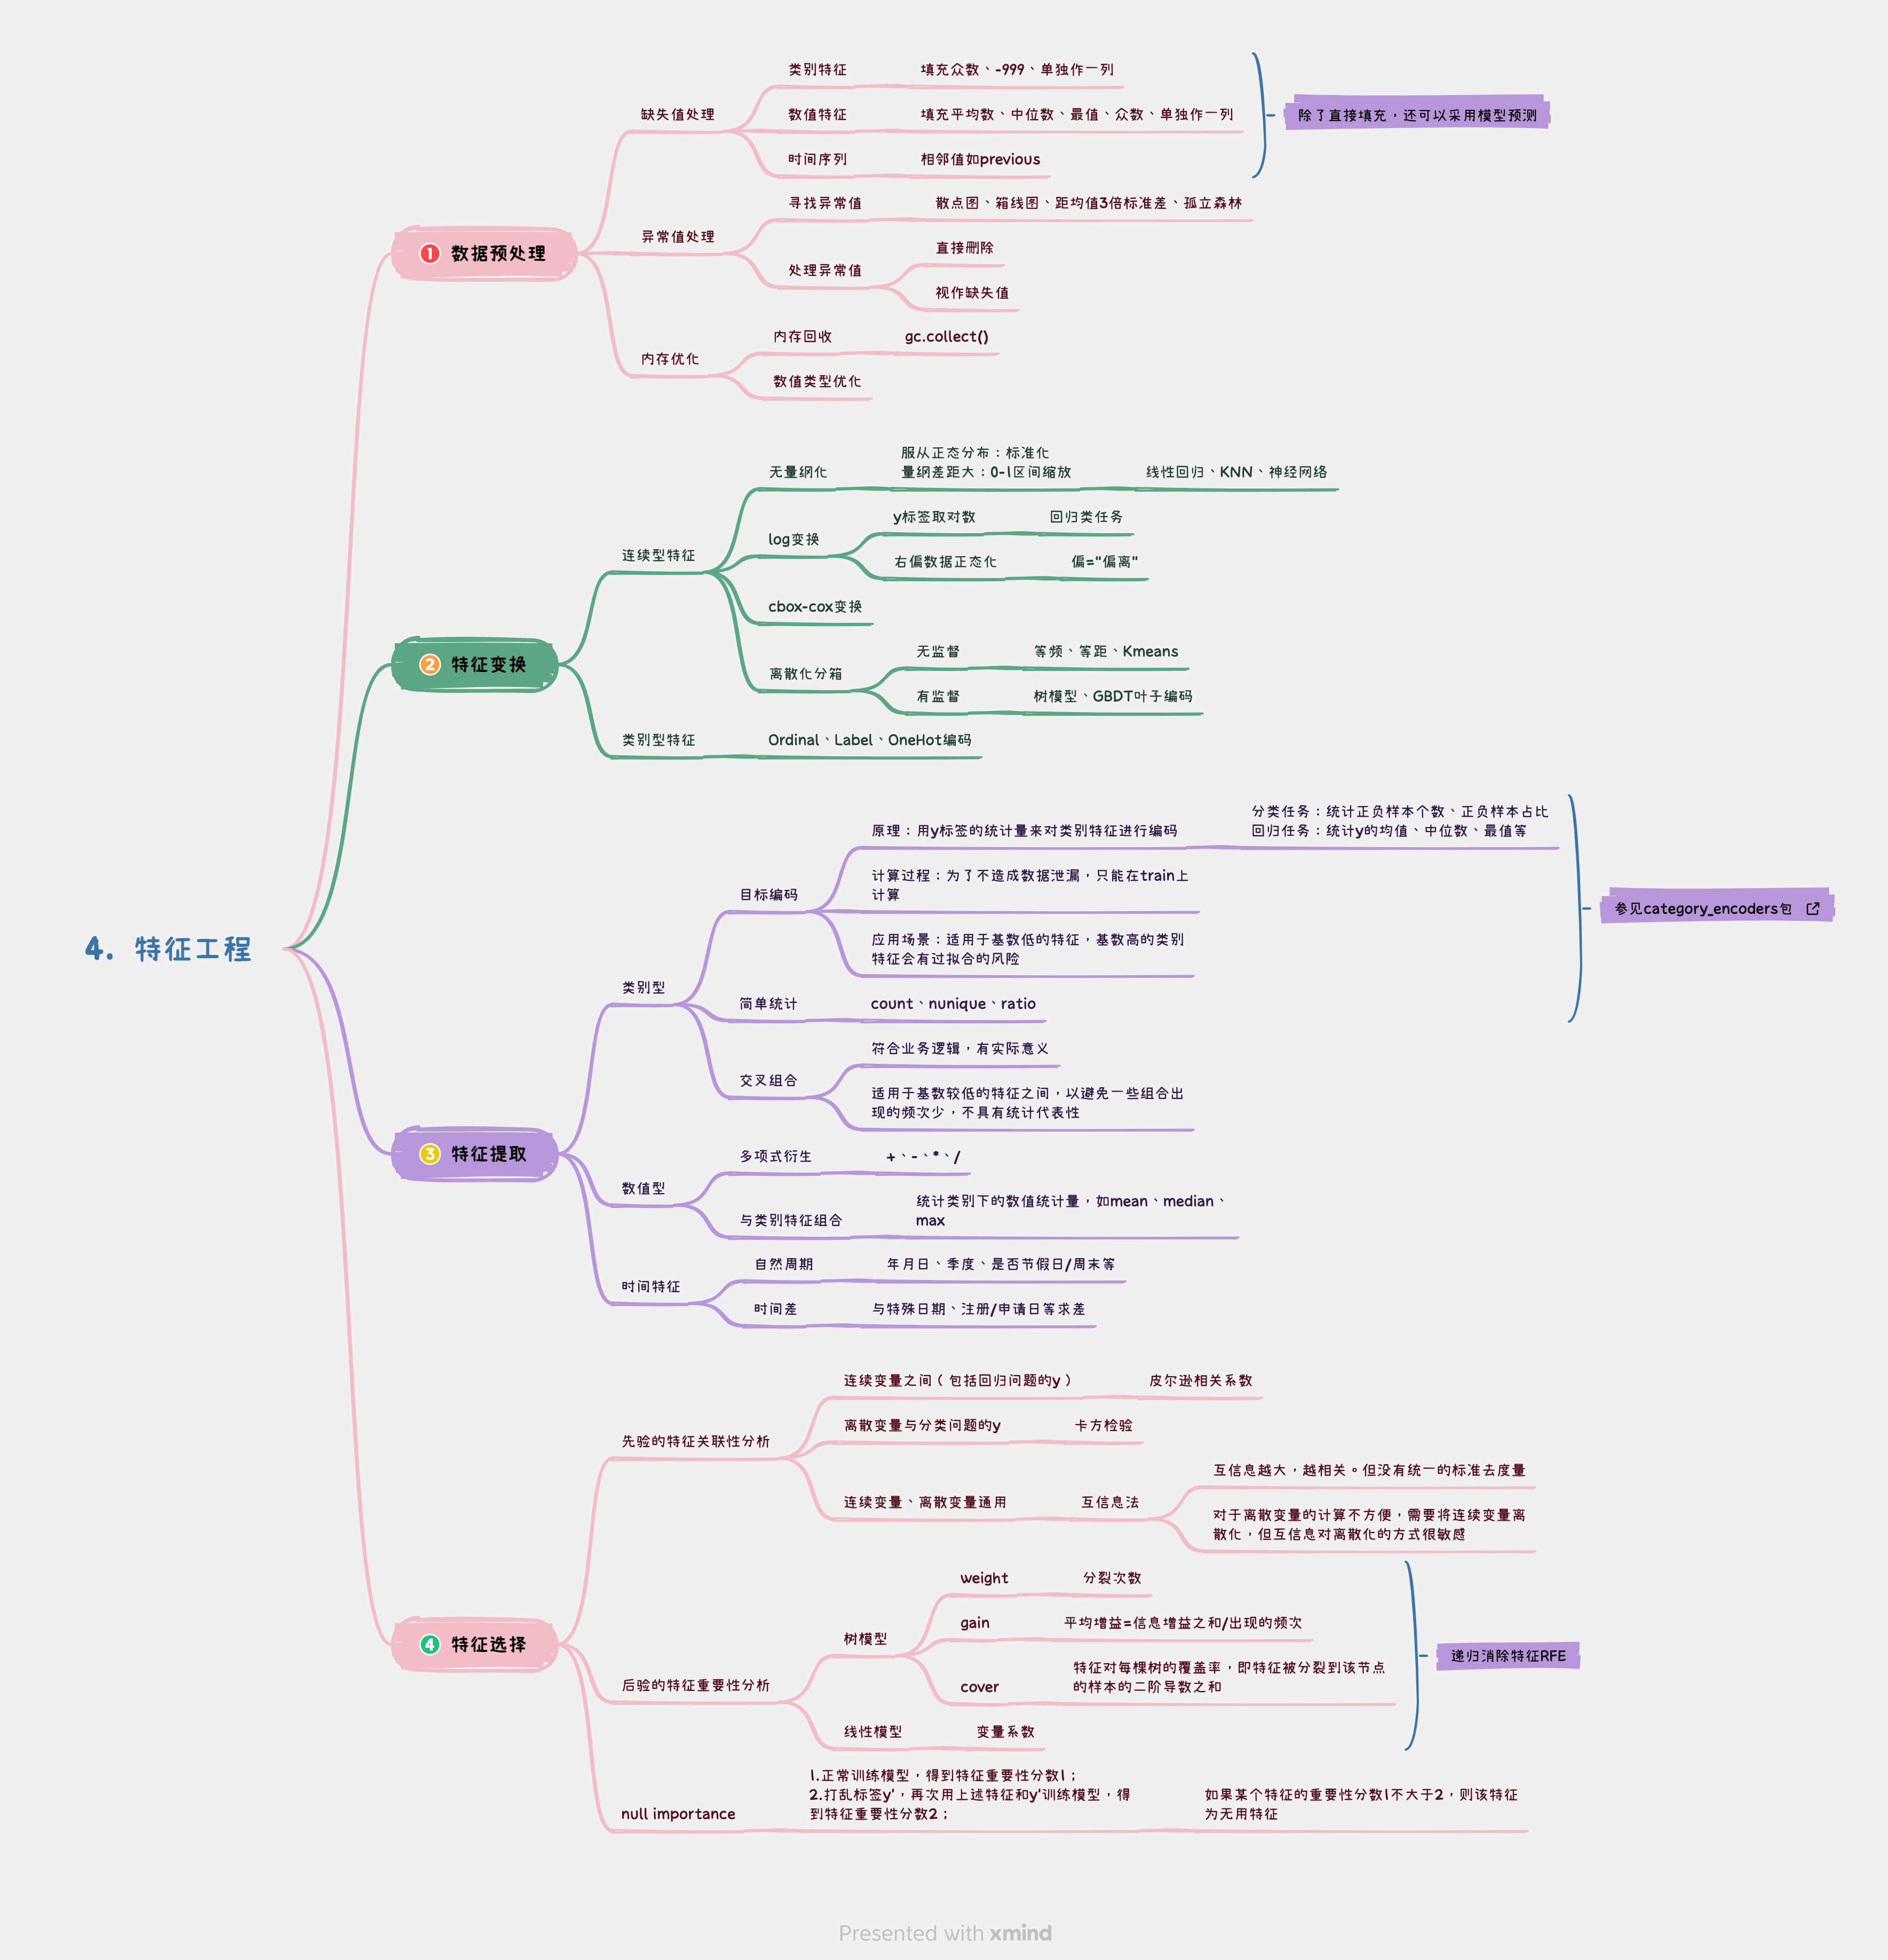 4. 特征工程
1 数据预处理
缺失值处理
类别特征
填充众数、-999、单独作一列
数值特征
填充平均数、中位数、最值、众数、单独作一列
时间序列
相邻值如previous
除了直接填充，还可以采用模型预测
异常值处理
寻找异常值
散点图、箱线图、距均值3倍标准差、孤立森林
处理异常值
直接删除
视作缺失值
内存优化
内存回收
gc.collect()
数值类型优化
2 特征变换
连续型特征
无量纲化
服从正态分布：标准化
量纲差距大：0-1区间缩放
线性回归、KNN、神经网络
log变换
y标签取对数
回归类任务
右偏数据正态化
偏="偏离"
cbox-cox变换
离散化分箱
无监督
等频、等距、Kmeans
有监督
树模型、GBDT叶子编码
类别型特征
Ordinal、Label、OneHot编码
3 特征提取
类别型
目标编码
原理：用y标签的统计量来对类别特征进行编码
分类任务：统计正负样本个数、正负样本占比
回归任务：统计y的均值、中位数、最值等
计算过程：为了不造成数据泄漏，只能在train上
计算
应用场景：适用于基数低的特征，基数高的类别
特征会有过拟合的风险
简单统计
count、nunique、ratio
参见category_encoders包
交叉组合
符合业务逻辑，有实际意义
适用于基数较低的特征之间，以避免一些组合出
现的频次少，不具有统计代表性
数值型
多项式衍生
+、-、*、/
与类别特征组合
统计类别下的数值统计量，如mean、median、
max
时间特征
自然周期
年月日、季度、是否节假日/周末等
时间差
与特殊日期、注册/申请日等求差
4 特征选择
先验的特征关联性分析
连续变量之间（包括回归问题的y）
皮尔逊相关系数
离散变量与分类问题的y
卡方检验
连续变量、离散变量通用
互信息法
互信息越大，越相关。但没有统一的标准去度量
对于离散变量的计算不方便，需要将连续变量离
散化，但互信息对离散化的方式很敏感
后验的特征重要性分析
树模型
weight
分裂次数
gain
平均增益=信息增益之和/出现的频次
cover
特征对每棵树的覆盖率，即特征被分裂到该节点
的样本的二阶导数之和
线性模型
变量系数
递归消除特征RFE
null importance
1.正常训练模型，得到特征重要性分数1；
2.打乱标签y'，再次用上述特征和y'训练模型，得
到特征重要性分数2；
如果某个特征的重要性分数1不大于2，则该特征
为无用特征
Presented with xmind